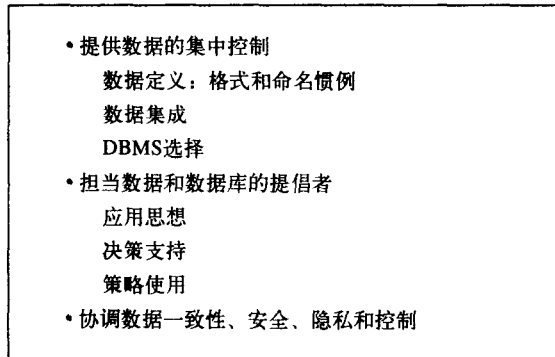 • 提供数据的集中控制
数据定义：格式和命名惯例
数据集成
DBMS选择
• 担当数据和数据库的提倡者
应用思想
决策支持
策略使用
• 协调数据一致性、安全、隐私和控制